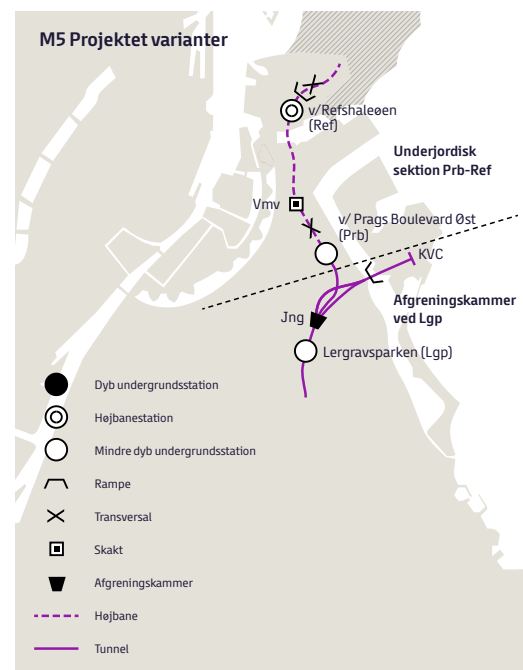 M5 Projektet varianter
v/Refshaleøen
(Ref)
Underjordisk
sektion Prb-Ref
Vmv
v/ Prags Boulevard Øst
(Prb)
KVC
Afgreningskammer
ved Lgp
Jng
Lergravsparken (Lgp)
Dyb undergrundsstation
Højbanestation
Mindre dyb undergrundsstation
Rampe
Transversal
Skakt
Afgreningskammer
Højbane
Tunnel